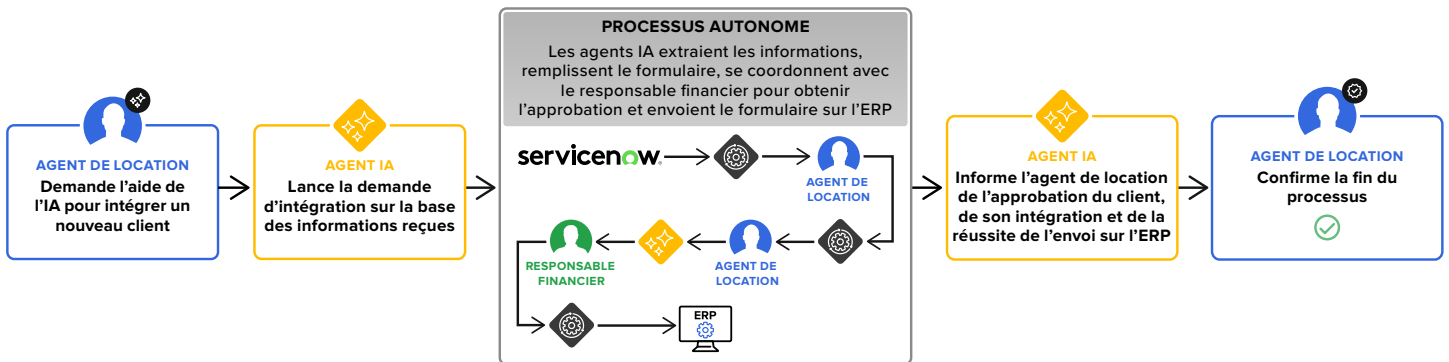 AGENT DE LOCATION
Demande l’aide de
l’IA pour intégrer un
nouveau client
AGENT IA
Lance la demande
d’intégration sur la base
des informations reçues
PROCESSUS AUTONOME
Les agents IA extraient les informations,
remplissent le formulaire, se coordonnent avec
le responsable financier pour obtenir
l’approbation et envoient le formulaire sur l’ERP
servicenow
AGENT DE
LOCATION
RESPONSABLE
FINANCIER
AGENT DE
LOCATION
ERP
AGENT IA
Informe l’agent de location
de l’approbation du client,
de son intégration et de la
réussite de l’envoi sur l’ERP
AGENT DE LOCATION
Confirme la fin du
processus